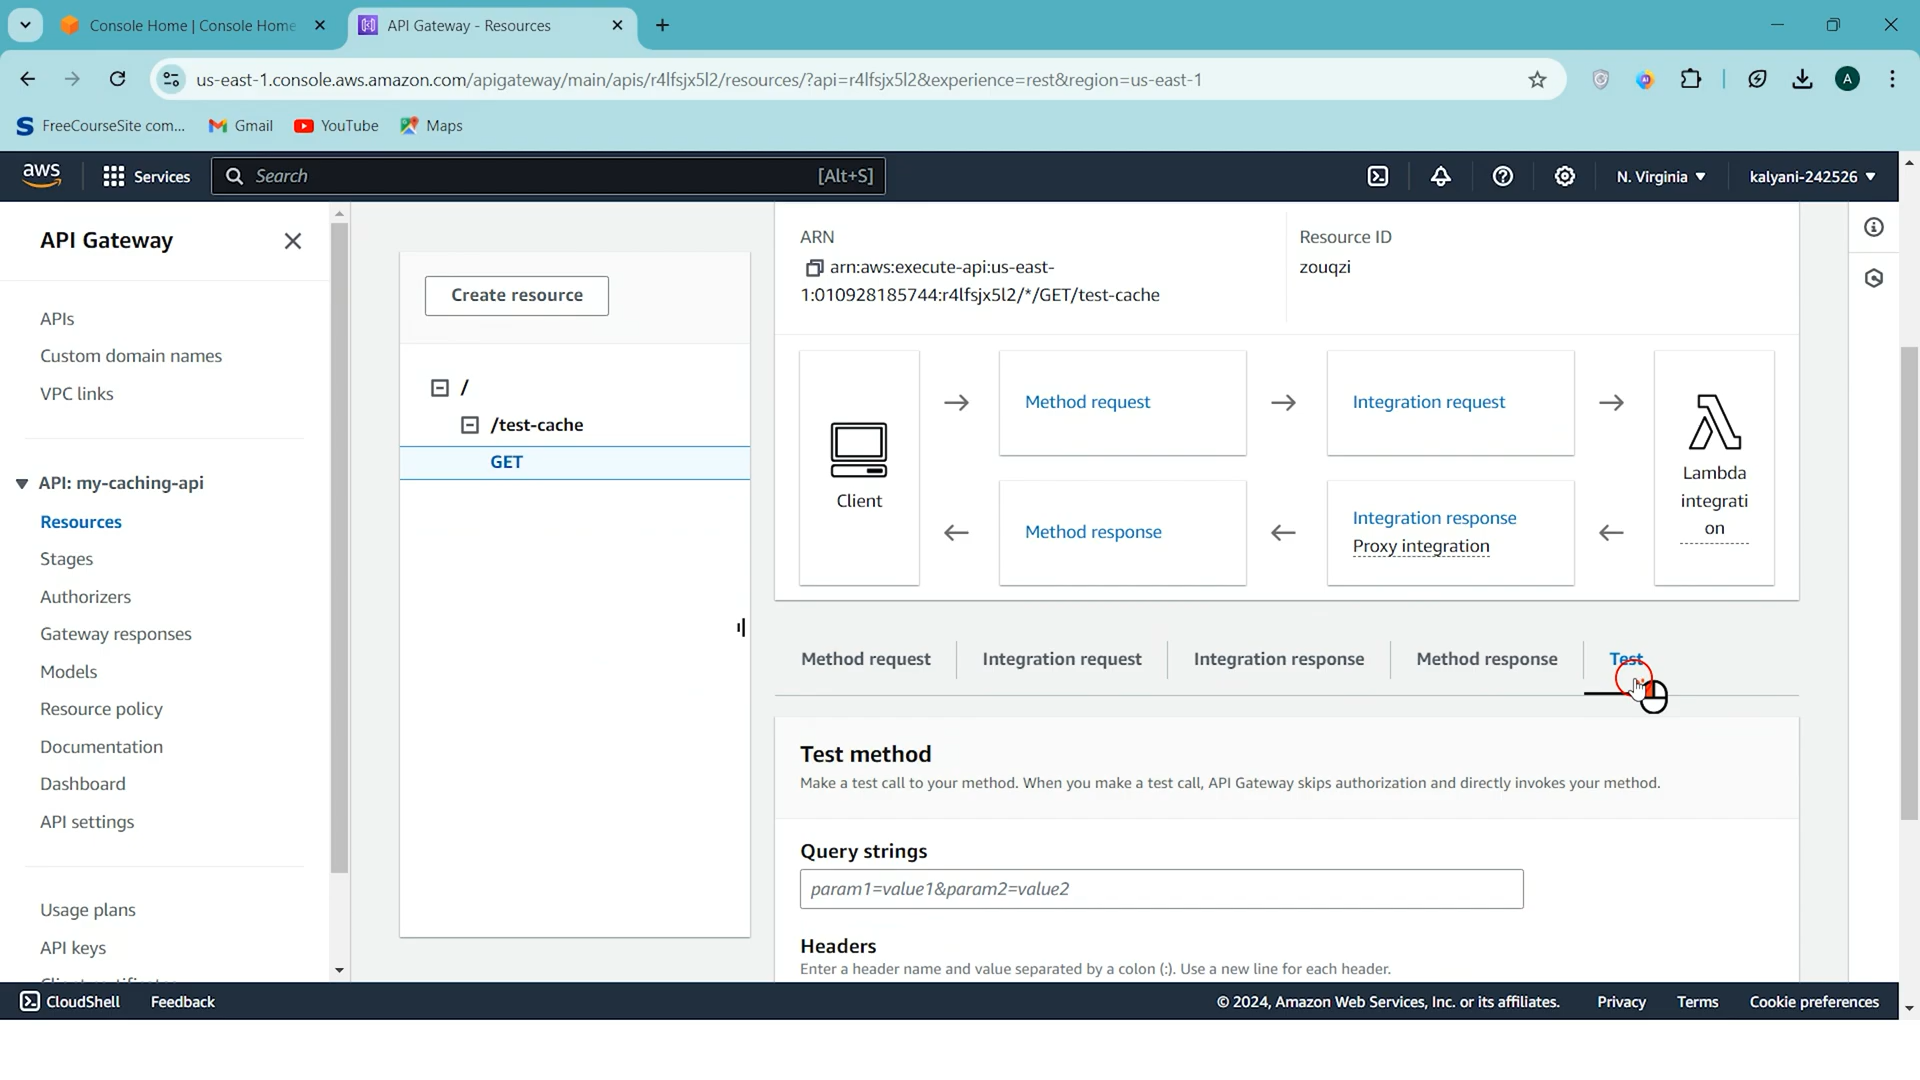 Console Home | Console Home
API Gateway - Resources
us-east-1.console.aws.amazon.com/apigateway/main/apis/r4lfsjx5l2/resources/?api=r4lfsjx5l2&experience=rest&region=us-east-1
A
FreeCourseSite com...
Gmail
YouTube
Maps
aws
Services
Search
[Alt+S]
N. Virginia
kalyani-242526
API Gateway
APIs
Custom domain names
VPC links
API: my-caching-api
Resources
Stages
Authorizers
Gateway responses
Models
Resource policy
Documentation
Dashboard
API settings
Usage plans
API keys
Create resource
/
/test-cache
GET
ARN
arn:aws:execute-api:us-east-
1:010928185744:r4lfsjx5l2/*/GET/test-cache
Resource ID
zouqzi
Client
Method request
Integration request
Method response
Integration response
Proxy integration
Lambda
integrati
on
Method request
Integration request
Integration response
Method response
Test
Test method
Make a test call to your method. When you make a test call, API Gateway skips authorization and directly invokes your method.
Query strings
param1=value1&param2=value2
Headers
Enter a header name and value separated by a colon (:). Use a new line for each header.
CloudShell
Feedback
© 2024, Amazon Web Services, Inc. or its affiliates.
Privacy
Terms
Cookie preferences